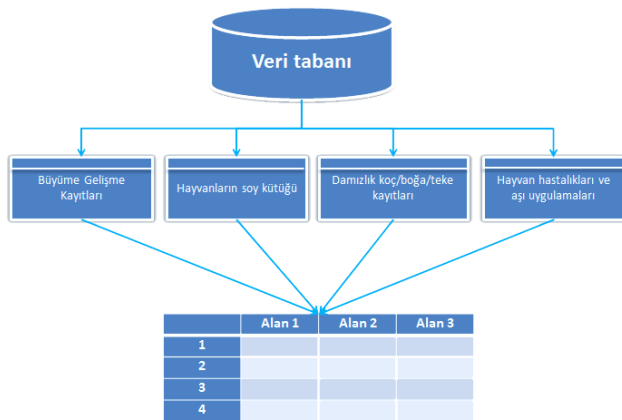 Veri tabanı
Büyüme Gelişme
Kayıtları
Hayvanların soy kütüğü
Damızlık koç/boğa/teke
kayıtları
Hayvan hastalıkları ve
aşı uygulamaları
Alan 1 Alan 2 Alan 3
1
2
3
4